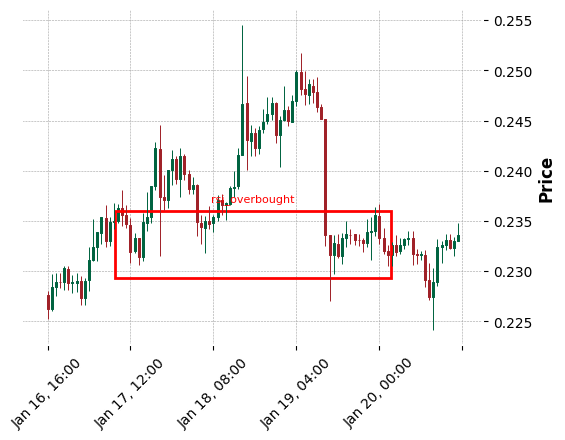 0.255
0.250
0.245
0.240
0.235
0.230
0.225
Price
overbought
Jan 16, 16:00
Jan 17, 12:00
Jan 18, 08:00
Jan 19, 04:00
Jan 20, 00:00